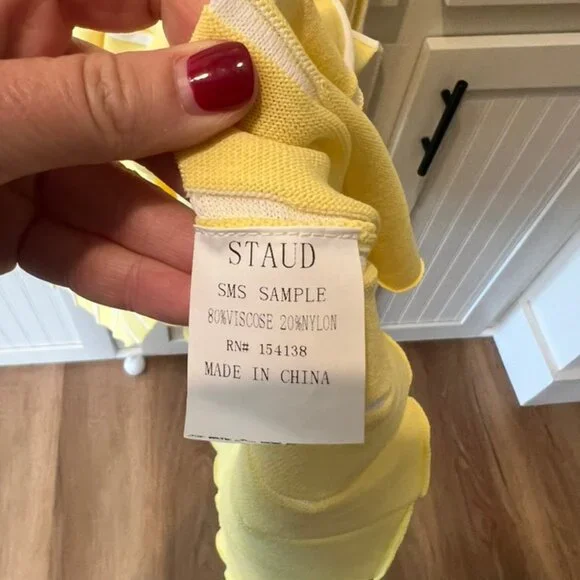 STAUD
SMS SAMPLE
80%VISCOSE 20%NYLON
RN# 154138
MADE IN CHINA